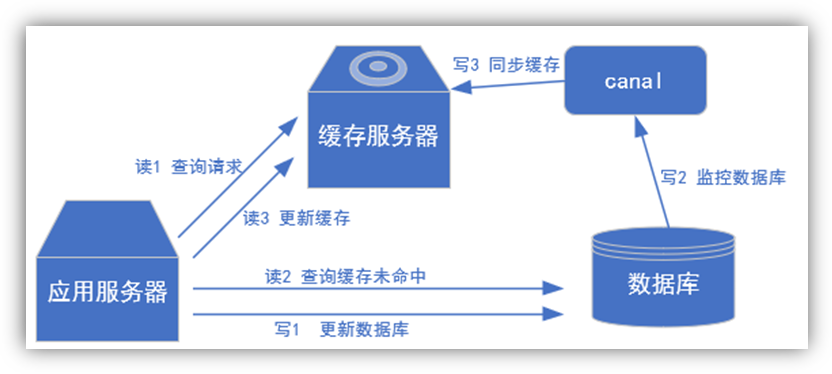 写3 同步缓存
canal
缓存服务器
读1 查询请求
写2 监控数据库
读3 更新缓存
应用服务器
读2 查询缓存未命中
数据库
写1 更新数据库